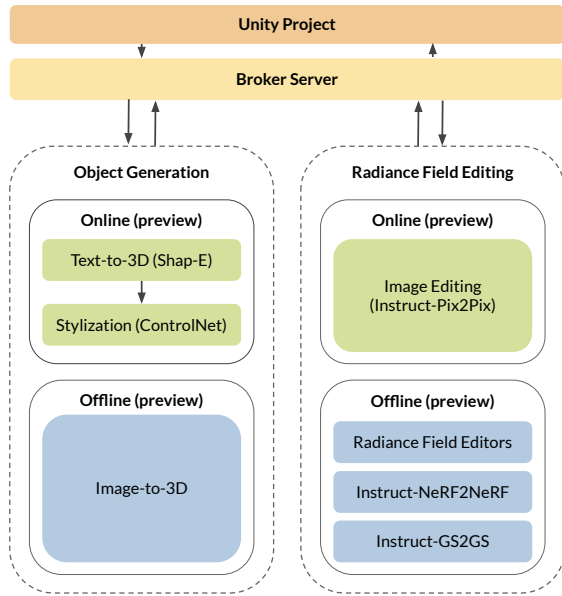 Unity Project
Broker Server
Object Generation
Online (preview)
Text-to-3D (Shap-E)
Stylization (ControlNet)
Offline (preview)
Image-to-3D
Radiance Field Editing
Online (preview)
Image Editing
(Instruct-Pix2Pix)
Offline (preview)
Radiance Field Editors
Instruct-NeRF2NeRF
Instruct-GS2GS